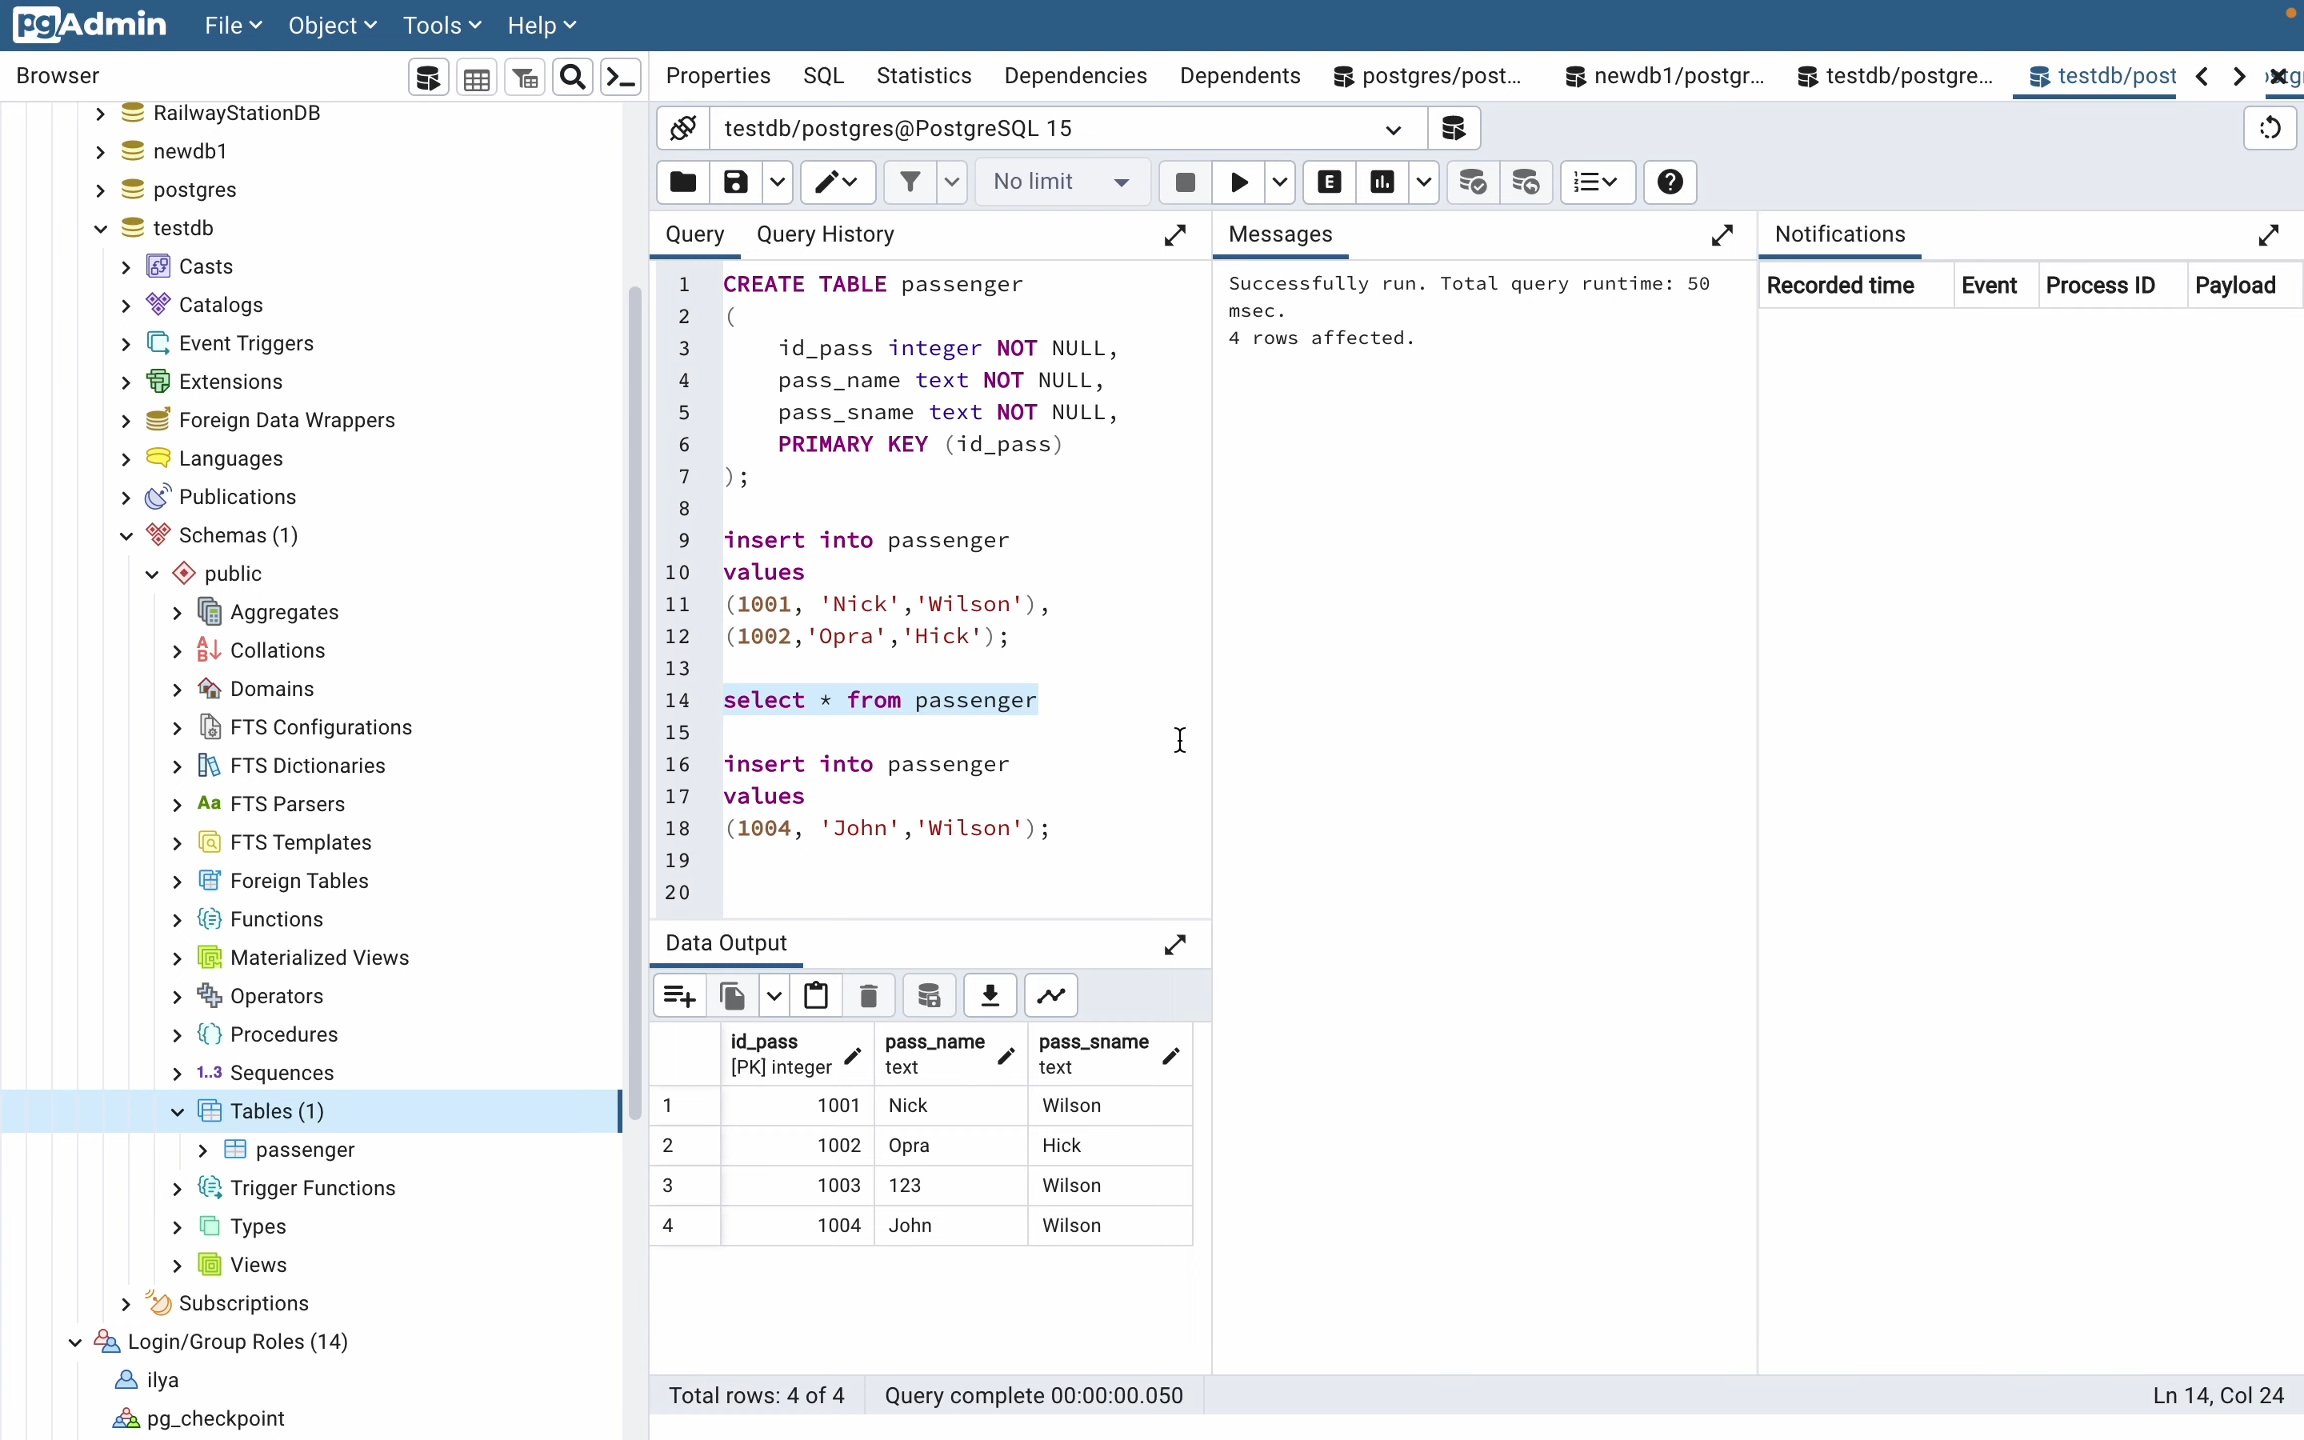 pgAdmin File Object Tools Help
Browser
Properties SQL Statistics Dependencies Dependents postgres/post... newdb1/postgr... testdb/postgre... testdb/post
RailwayStationDB
newdb1
postgres
testdb
Casts
Catalogs
Event Triggers
Extensions
Foreign Data Wrappers
Languages
Publications
Schemas (1)
public
Aggregates
Collations
Domains
FTS Configurations
FTS Dictionaries
Aa FTS Parsers
FTS Templates
Foreign Tables
Functions
Materialized Views
Operators
Procedures
1..3 Sequences
Tables (1)
passenger
Trigger Functions
Types
Views
Subscriptions
Login/Group Roles (14)
ilya
pg_checkpoint
testdb/postgres@PostgreSQL 15
No limit E
Query Query History
1 CREATE TABLE passenger
2 (
3 id_pass integer NOT NULL,
4 pass_name text NOT NULL,
5 pass_sname text NOT NULL,
6 PRIMARY KEY (id_pass)
7 );
8
9 insert into passenger
10 values
11 (1001, 'Nick','Wilson'),
12 (1002,'Opra','Hick');
13
14 select * from passenger
15
16 insert into passenger
17 values
18 (1004, 'John','Wilson');
19
20
Messages
Successfully run. Total query runtime: 50
msec.
4 rows affected.
Notifications
Recorded time Event Process ID Payload
Data Output
id_pass pass_name pass_sname
[PK] integer text text
1 1001 Nick Wilson
2 1002 Opra Hick
3 1003 123 Wilson
4 1004 John Wilson
Total rows: 4 of 4 Query complete 00:00:00.050 Ln 14, Col 24